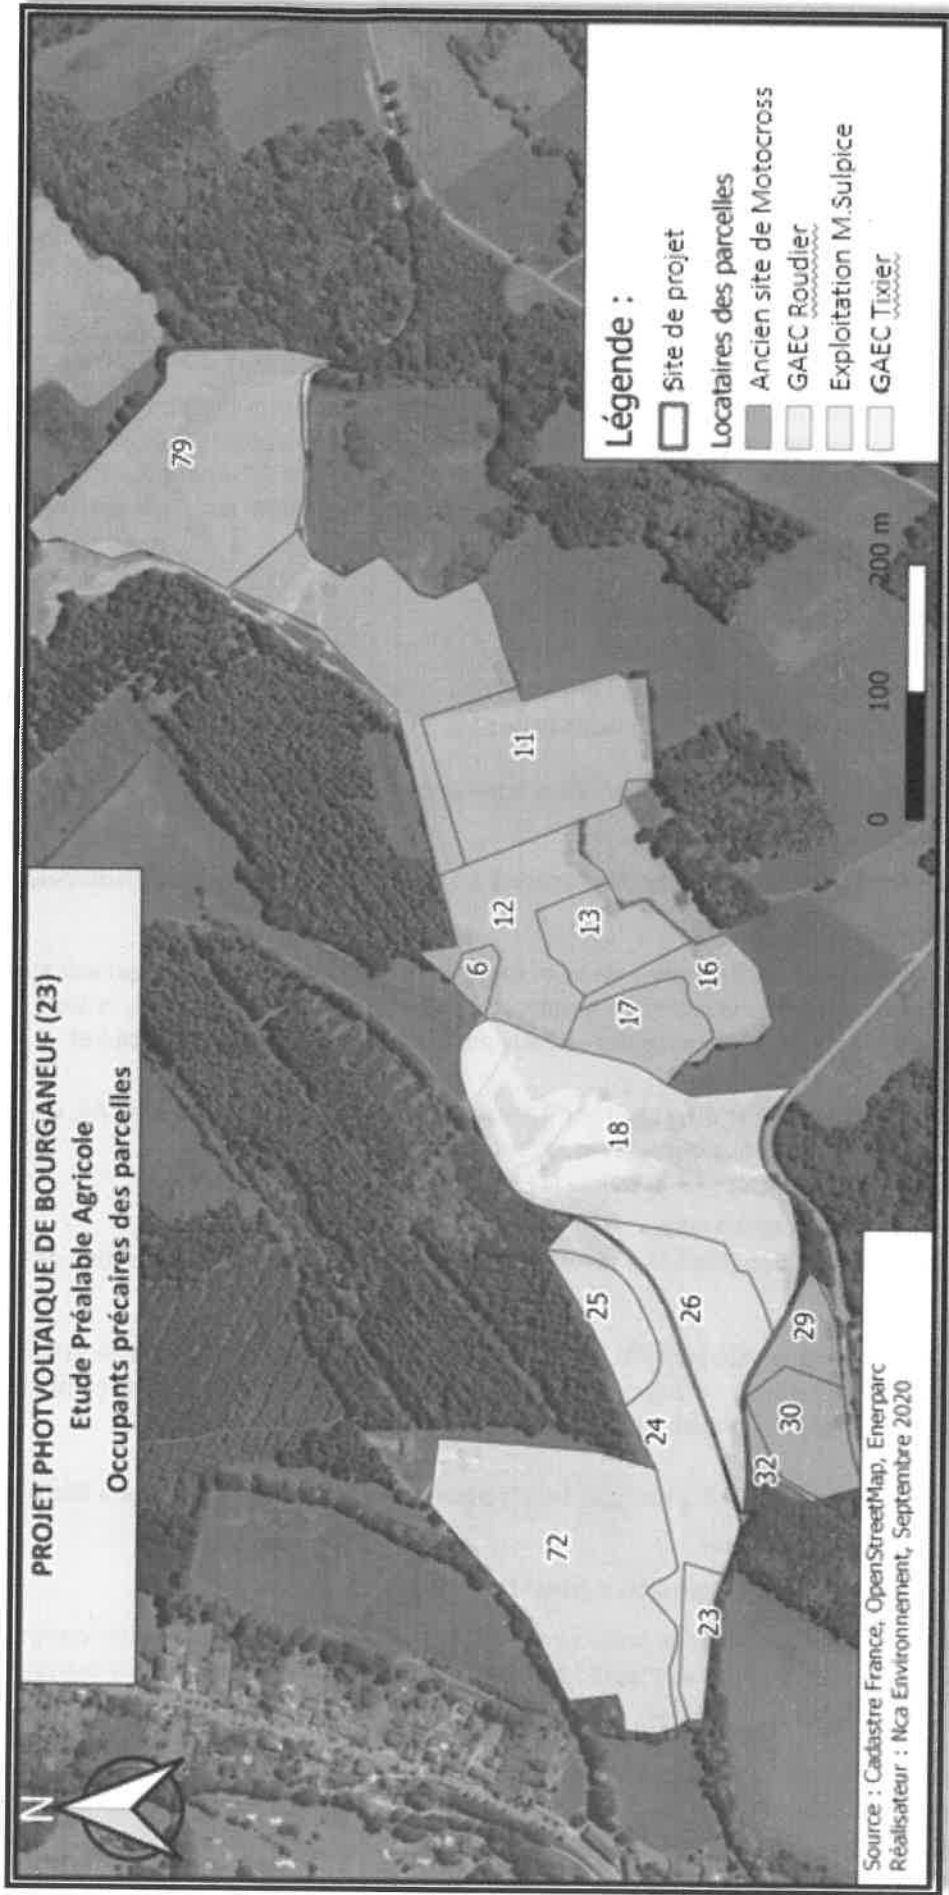 PROJET PHOTVOLTAIQUE DE BOURGANEUF (23)
Etude Préalable Agricole
Occupants précaires des parcelles
N
79
11
12
6
13
17
16
18
25
26
24
29
30
32
72
23
Légende :
Site de projet
Locataires des parcelles
Ancien site de Motocross
GAEC Roudier
Exploitation M.Sulpice
GAEC Tixier
0 100 200 m
Source : Cadastre France, OpenStreetMap, Enerparc
Réalisateur : Nca Environnement, Septembre 2020